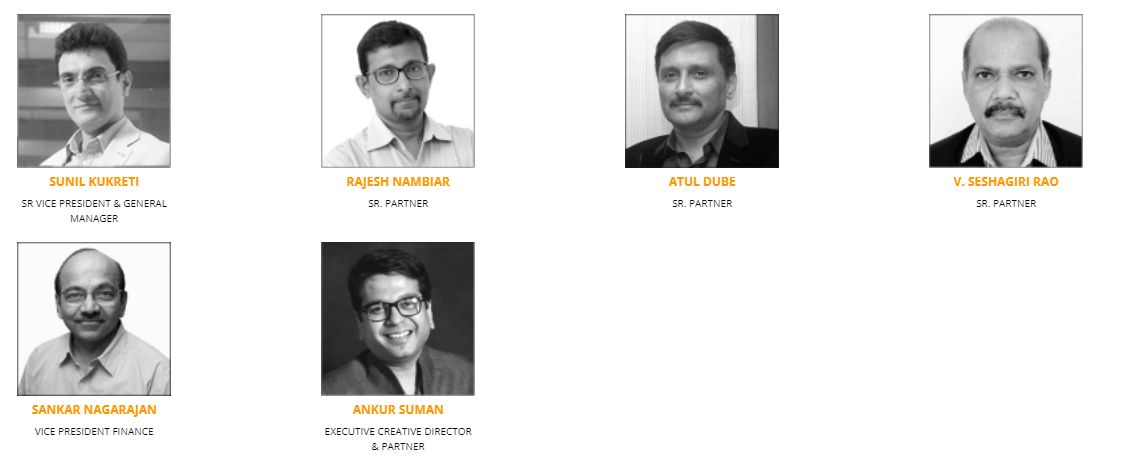 SUNIL KUKRETI
SR VICE PRESIDENT & GENERAL
MANAGER
RAJESH NAMBIAR
SR. PARTNER
ATUL DUBE
SR. PARTNER
V. SESHAGIRI RAO
SR. PARTNER
SANKAR NAGARAJAN
VICE PRESIDENT FINANCE
ANKUR SUMAN
EXECUTIVE CREATIVE DIRECTOR
& PARTNER